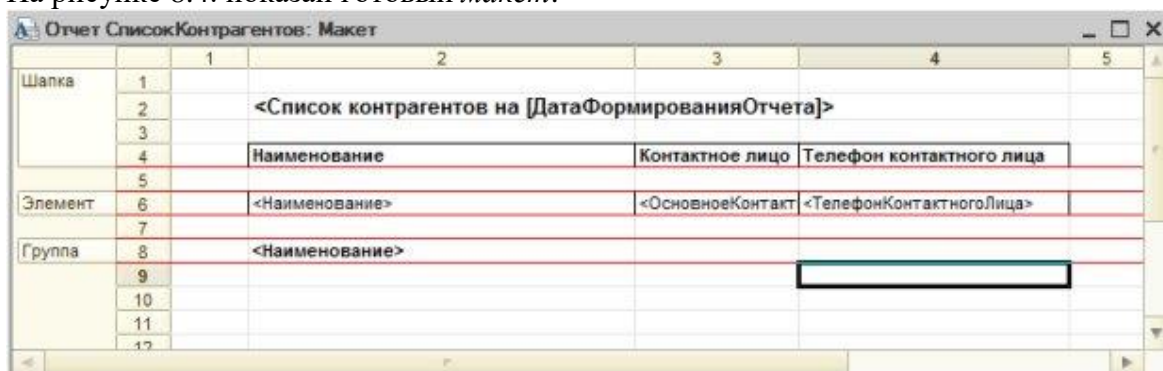 На рисунке 8.4. показан готовый макет.
Отчет СписокКонтрагентов: Макет
1 2 3 4 5
Шапка 1
2 <Список контрагентов на [ДатаФормированияОтчета]>
3
4 Наименование Контактное лицо Телефон контактного лица
5
Элемент 6 <Наименование> <ОсновноеКонтакт <ТелефонКонтактногоЛица>
7
Группа 8 <Наименование>
9
10
11
12